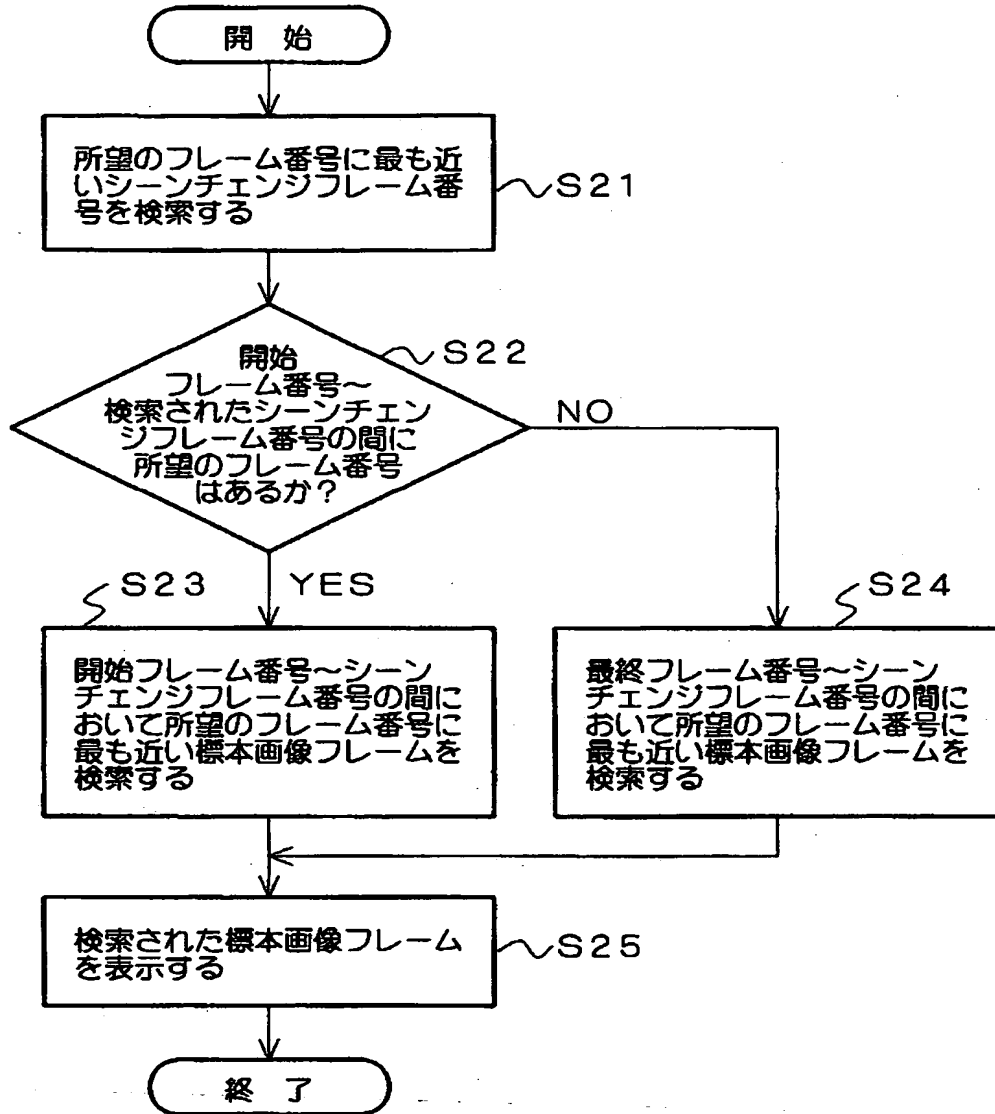 開 始
所望のフレーム番号に最も近
いシーンチェンジフレーム番
号を検索する
S21
開始
フレーム番号～
検索されたシーンチェン
ジフレーム番号の間に
所望のフレーム番号
はあるか？
S22
NO
YES
S23
開始フレーム番号～シーン
チェンジフレーム番号の間に
おいて所望のフレーム番号に
最も近い標本画像フレームを
検索する
S24
最終フレーム番号～シーン
チェンジフレーム番号の間に
おいて所望のフレーム番号に
最も近い標本画像フレームを
検索する
検索された標本画像フレーム
を表示する
S25
終 了